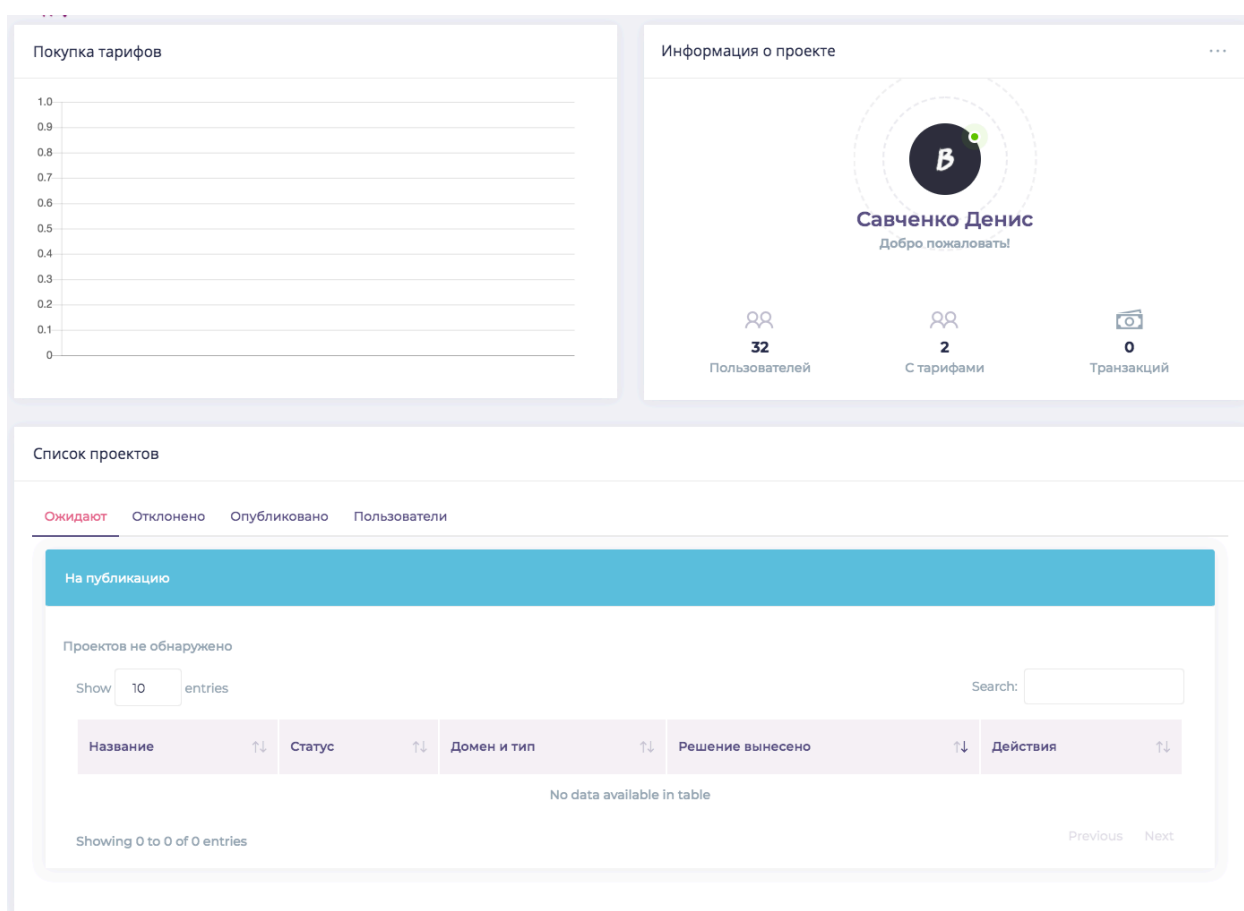 Покупка тарифов
1.0
0.9
0.8
0.7
0.6
0.5
0.4
0.3
0.2
0.1
0
Информация о проекте
B
Савченко Денис
Добро пожаловать!
32 2 0
Пользователей С тарифами Транзакций
Список проектов
Ожидают Отклонено Опубликовано Пользователи
На публикацию
Проектов не обнаружено
Show 10 entries Search:
Название Статус Домен и тип Решение вынесено Действия
No data available in table
Showing 0 to 0 of 0 entries Previous Next